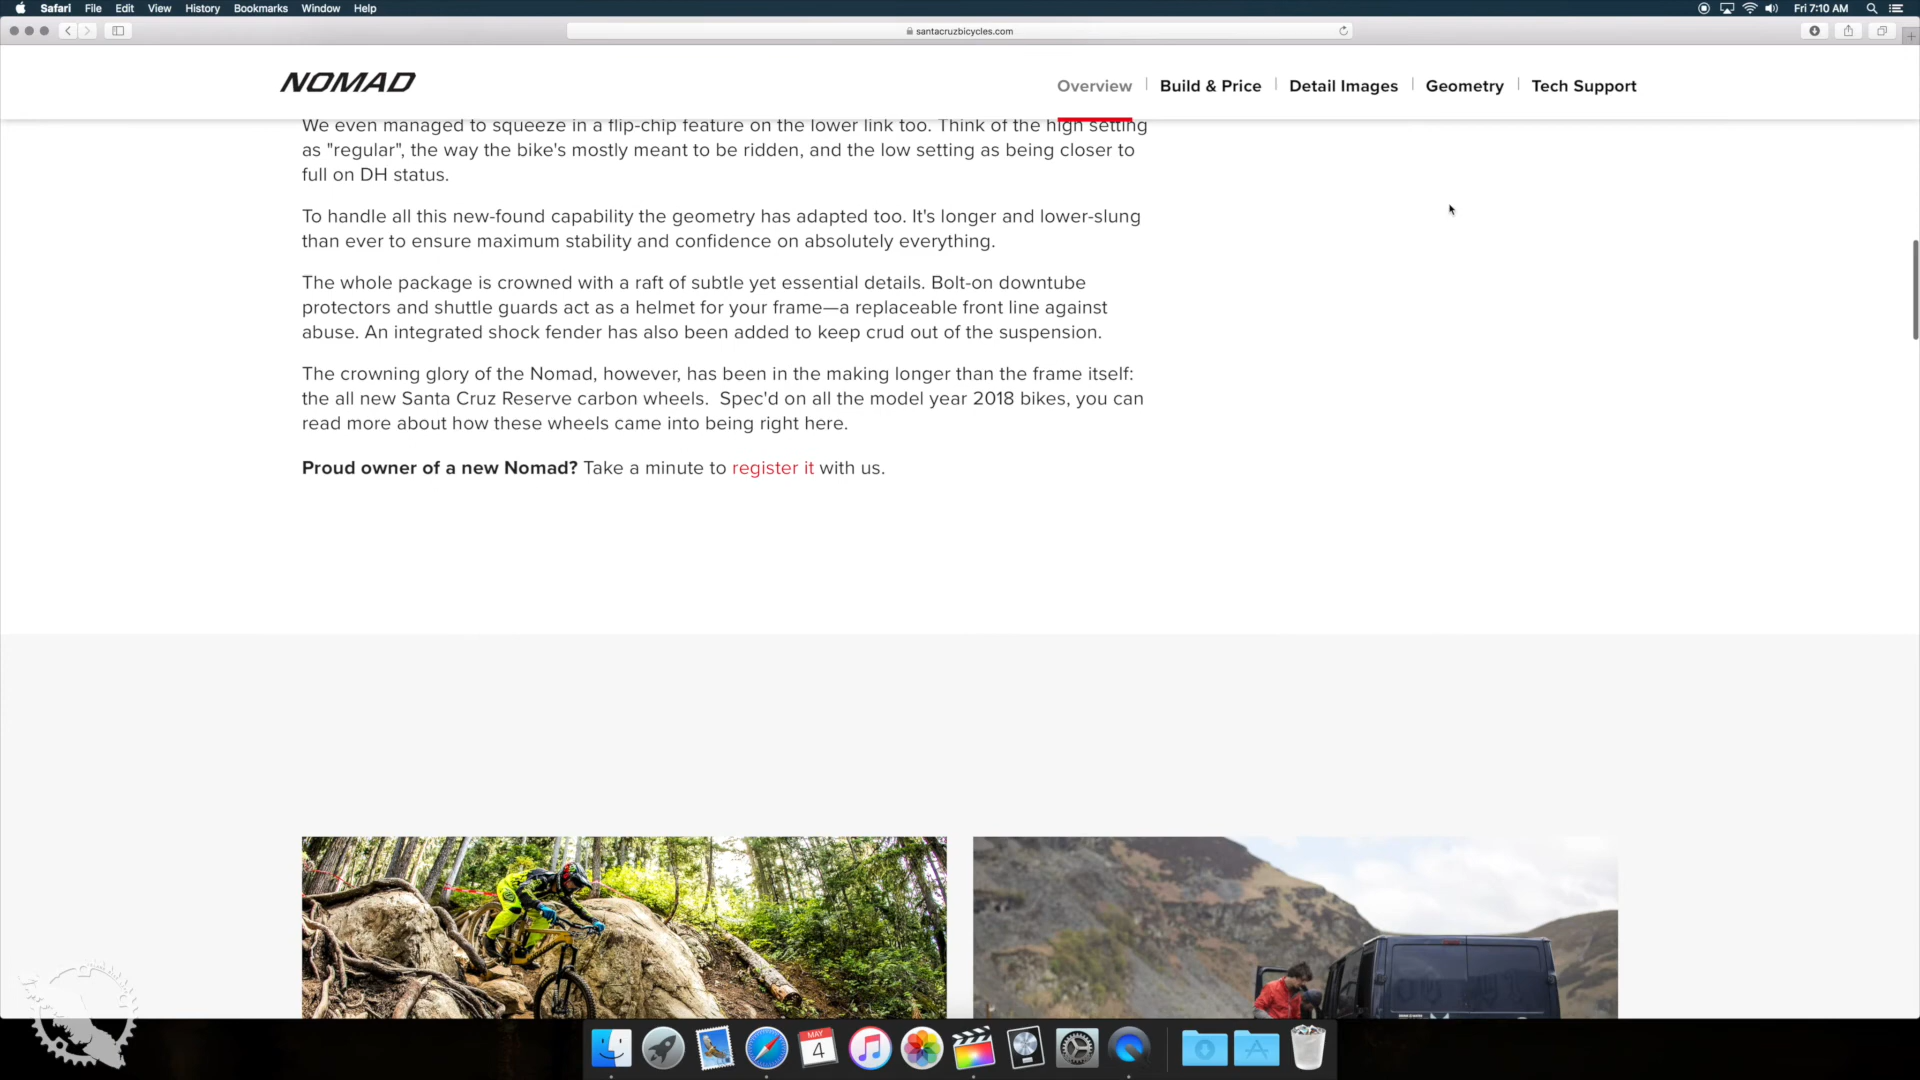 Safari File Edit View History Bookmarks Window Help Fri 7:10 AM
santacruzbicycles.com
NOMAD Overview Build & Price Detail Images Geometry Tech Support
We even managed to squeeze in a flip-chip feature on the lower link too. Think of the high setting
as "regular", the way the bike's mostly meant to be ridden, and the low setting as being closer to
full on DH status.
To handle all this new-found capability the geometry has adapted too. It's longer and lower-slung
than ever to ensure maximum stability and confidence on absolutely everything.
The whole package is crowned with a raft of subtle yet essential details. Bolt-on downtube
protectors and shuttle guards act as a helmet for your frame—a replaceable front line against
abuse. An integrated shock fender has also been added to keep crud out of the suspension.
The crowning glory of the Nomad, however, has been in the making longer than the frame itself:
the all new Santa Cruz Reserve carbon wheels. Spec'd on all the model year 2018 bikes, you can
read more about how these wheels came into being right here.
Proud owner of a new Nomad? Take a minute to register it with us.
MAY
4